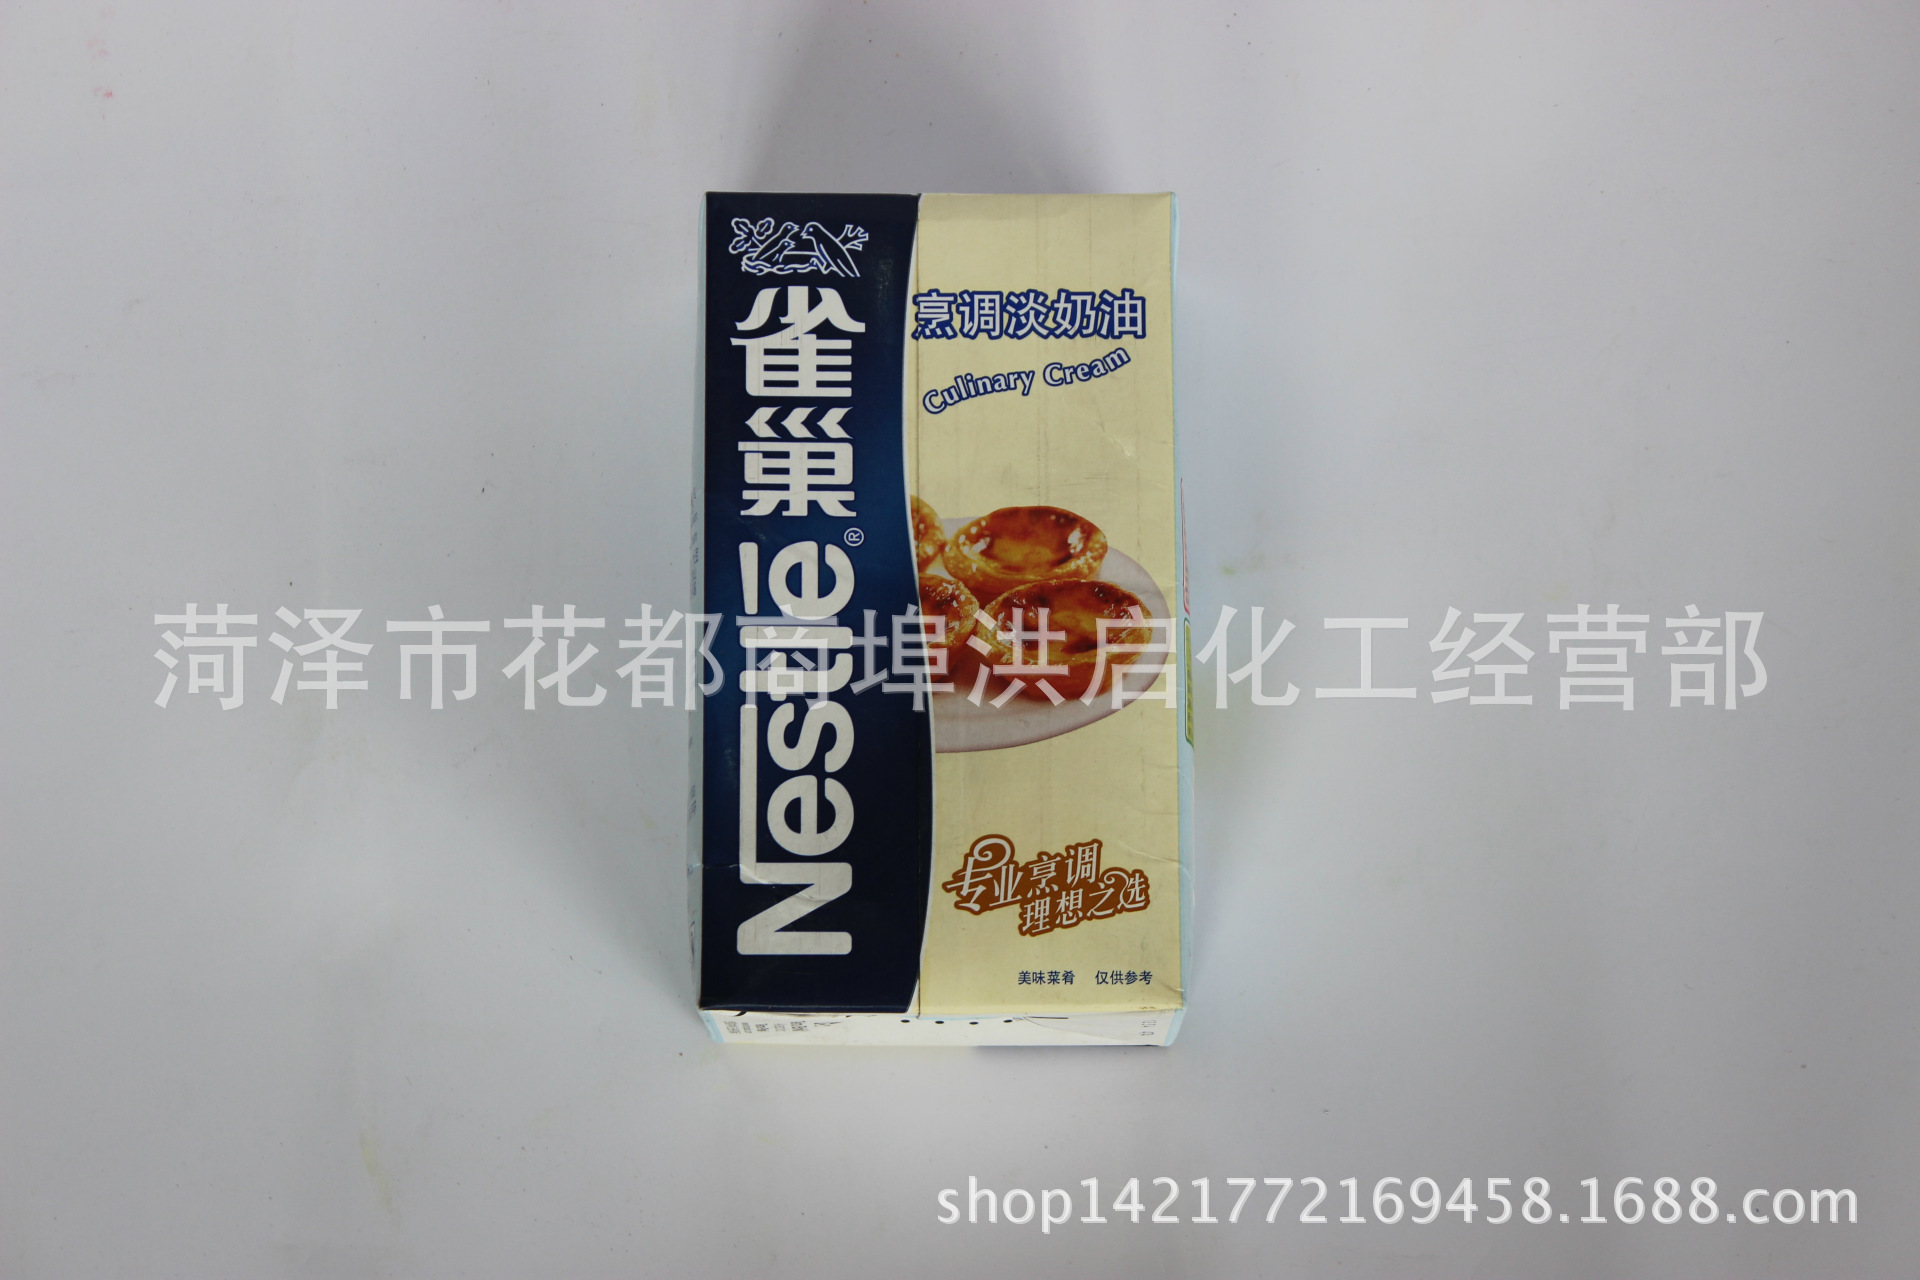 雀巢
Nestlé®
烹调淡奶油
Culinary Cream
专业烹调
理想之选
美味菜肴 仅供参考
菏泽市花都商埠洪启化工经营部
shop1421772169458.1688.com